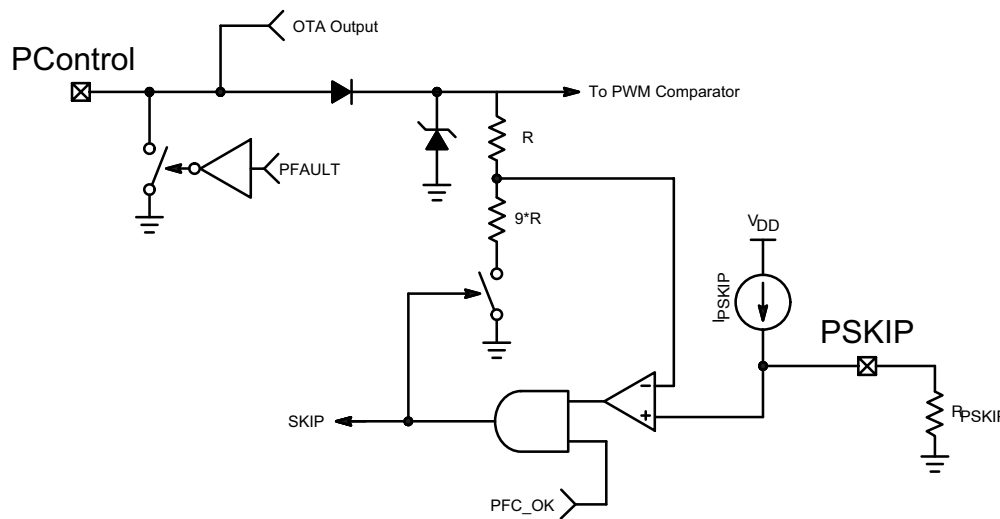 OTA Output
PControl
To PWM Comparator
R
PFAULT
9*R
VDD
IPSKIP
PSKIP
SKIP
RPSKIP
PFC_OK